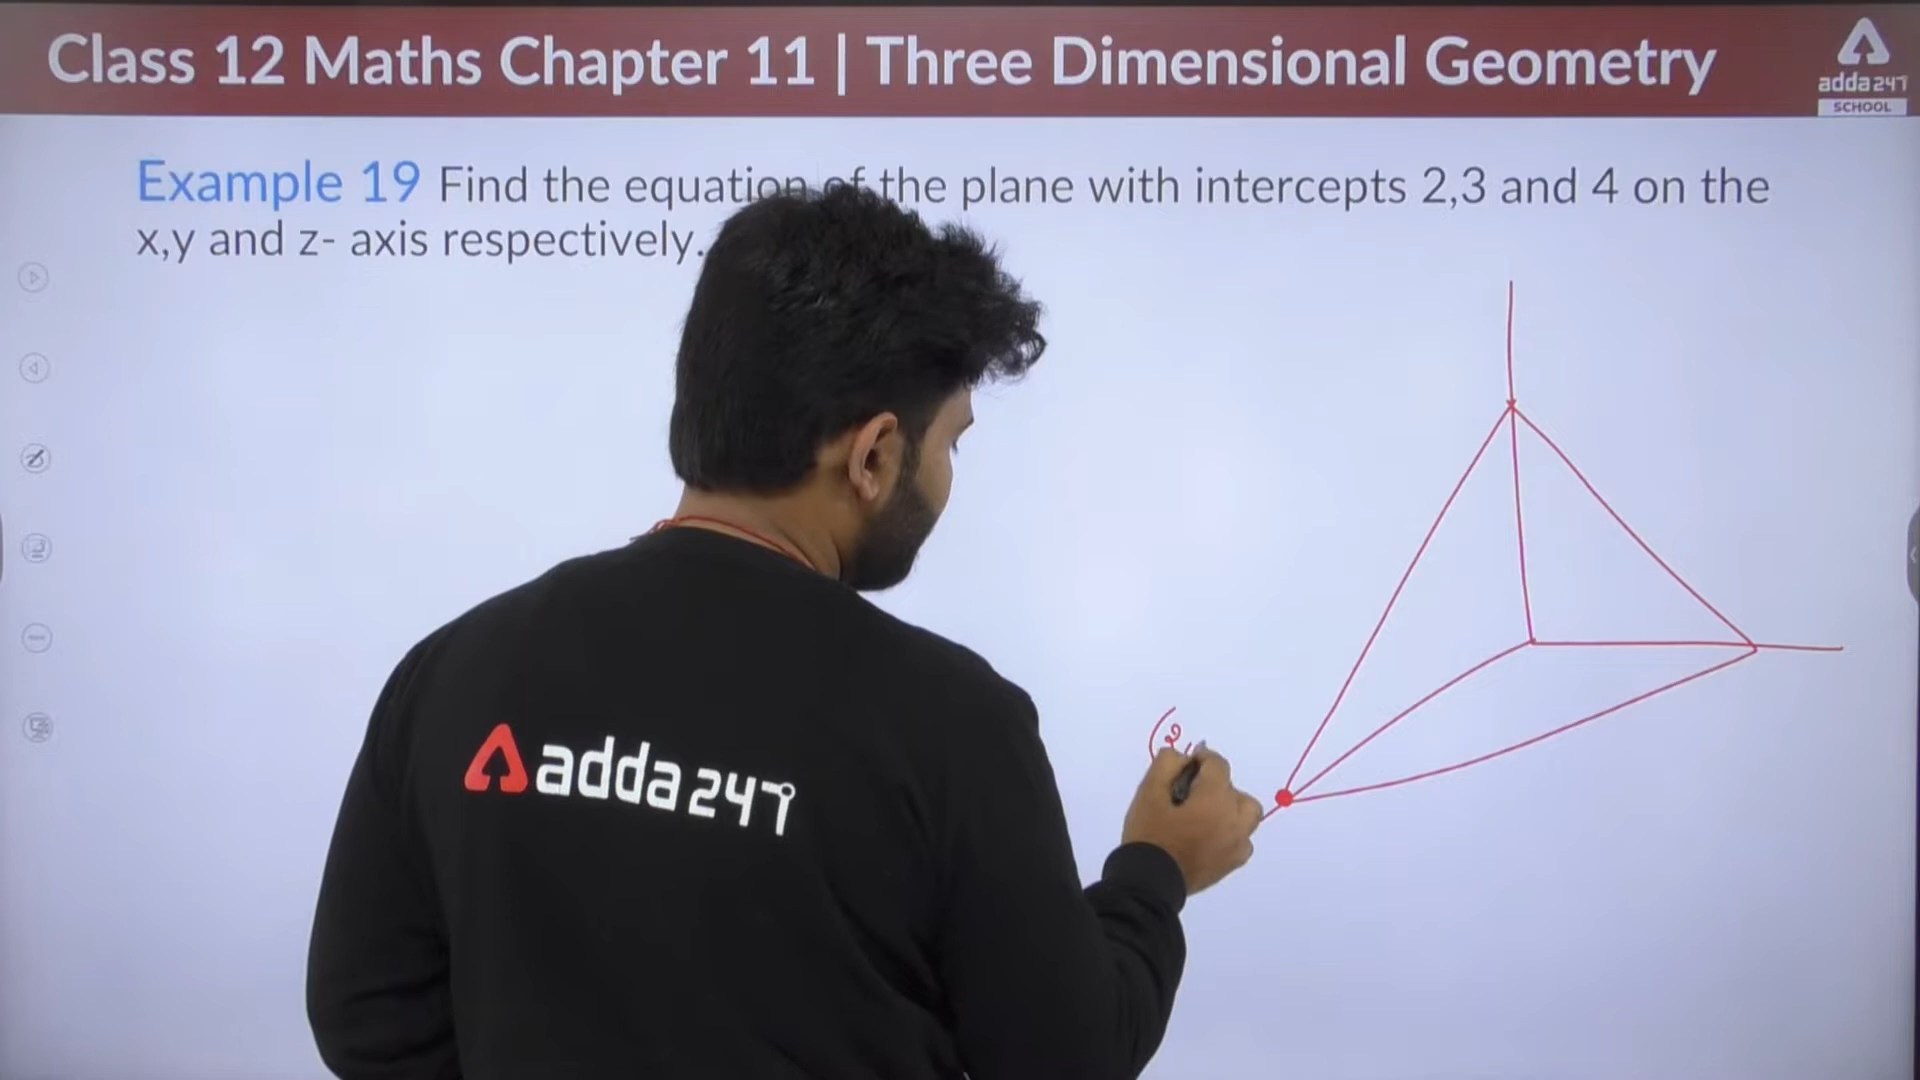 Class 12 Maths Chapter 11 | Three Dimensional Geometry
adda247
SCHOOL
Example 19 Find the equation of the plane with intercepts 2,3 and 4 on the
x,y and z- axis respectively.
(2,
adda247